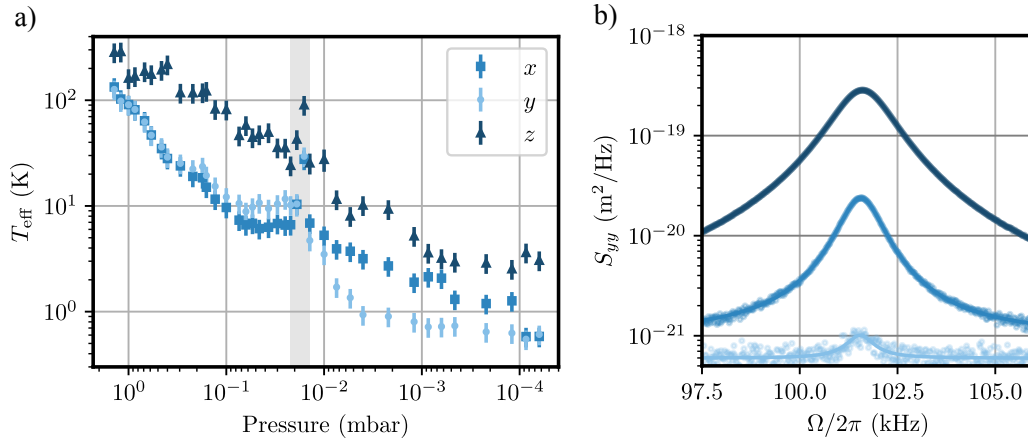 a)
T_eff (K)
10^2
10^1
10^0
x
y
z
10^0 10^-1 10^-2 10^-3 10^-4
Pressure (mbar)
b)
S_yy (m^2/Hz)
10^-18
10^-19
10^-20
10^-21
97.5 100.0 102.5 105.0
Ω/2π (kHz)